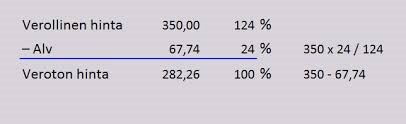 Verollinen hinta 350,00 124 %
– Alv 67,74 24 % 350 x 24 / 124
Veroton hinta 282,26 100 % 350 - 67,74